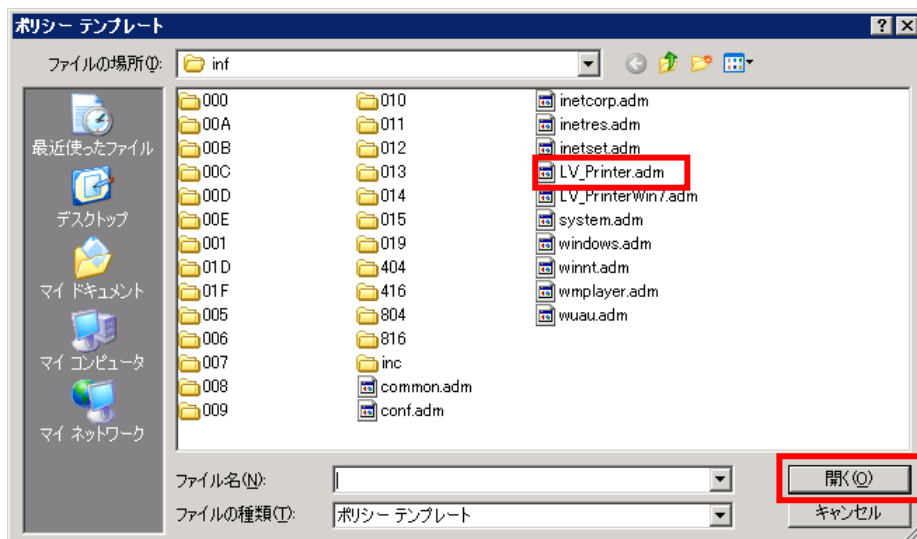 ポリシー テンプレート
ファイルの場所(I):
inf
最近使ったファイル
デスクトップ
マイ ドキュメント
マイ コンピュータ
マイ ネットワーク
000
00A
00B
00C
00D
00E
001
01D
01F
005
006
007
008
009
010
011
012
013
014
015
019
404
416
804
816
inc
common.adm
conf.adm
inetcorp.adm
inetres.adm
inetset.adm
LV_Printer.adm
LV_PrinterWin7.adm
system.adm
windows.adm
winnt.adm
wmplayer.adm
wuau.adm
ファイル名(N):
開く(O)
ファイルの種類(T):
ポリシー テンプレート
キャンセル